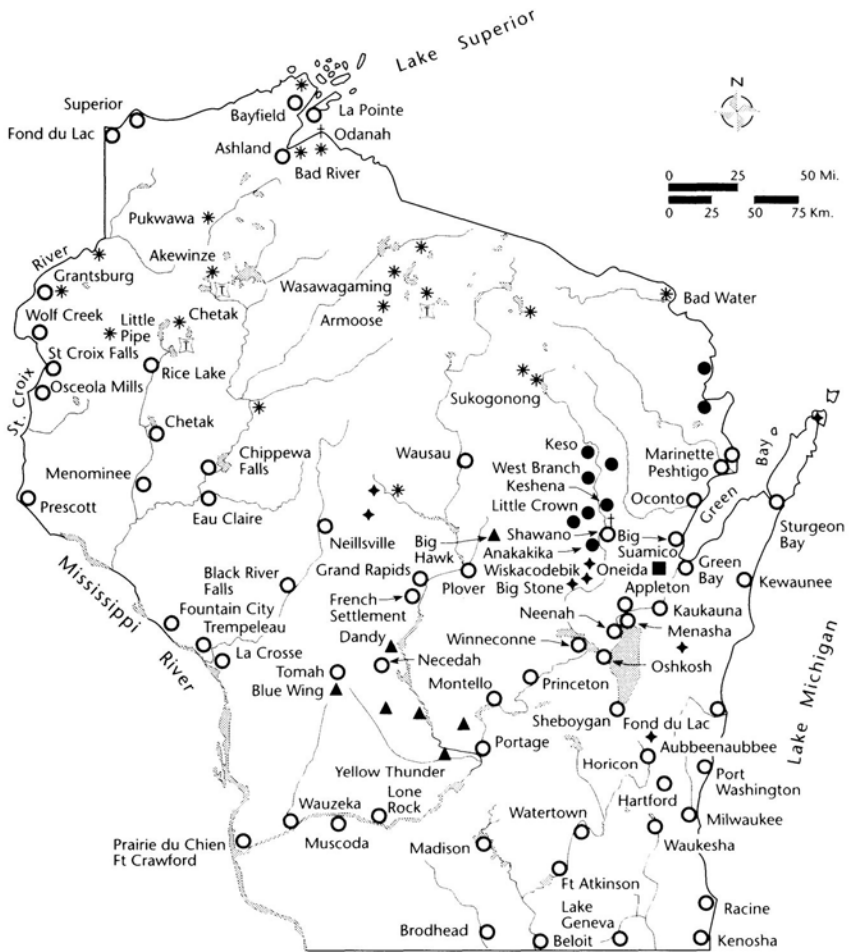 Lake Superior
N
Superior
Bayfield
La Pointe
Fond du Lac
Odanah
Ashland
Bad River
0 25 50 Mi.
0 25 50 75 Km.
Pukwawa
River
Akewinze
Grantsburg
Wasawagaming
Bad Water
Wolf Creek
Little
Pipe
Chetak
Armoose
St Croix Falls
Rice Lake
Osceola Mills
St. Croix
Sukogonong
Chetak
Keso
Bay
Wausau
Marinette
Chippewa
Falls
West Branch
Peshtigo
Menominee
Keshena
Prescott
Little Crown
Oconto
Green
Eau Claire
Sturgeon
Bay
Neillsville
Big
Hawk
Shawano
Big
Suamico
Anakakika
Mississippi
Black River
Falls
Grand Rapids
Plover
Wiskacodebik
Oneida
Green
Bay
Kewaunee
Big Stone
Appleton
French
Settlement
Fountain City
Neenah
Kaukauna
Trempeleau
Dandy
Winneconne
Menasha
River
La Crosse
Necedah
Oshkosh
Tomah
Blue Wing
Montello
Princeton
Lake Michigan
Sheboygan
Fond du Lac
Portage
Aubbeenaubbee
Yellow Thunder
Horicon
Port
Washington
Lone
Rock
Hartford
Wauzeka
Watertown
Milwaukee
Prairie du Chien
Ft Crawford
Muscoda
Madison
Waukesha
Ft Atkinson
Lake
Geneva
Racine
Brodhead
Beloit
Kenosha